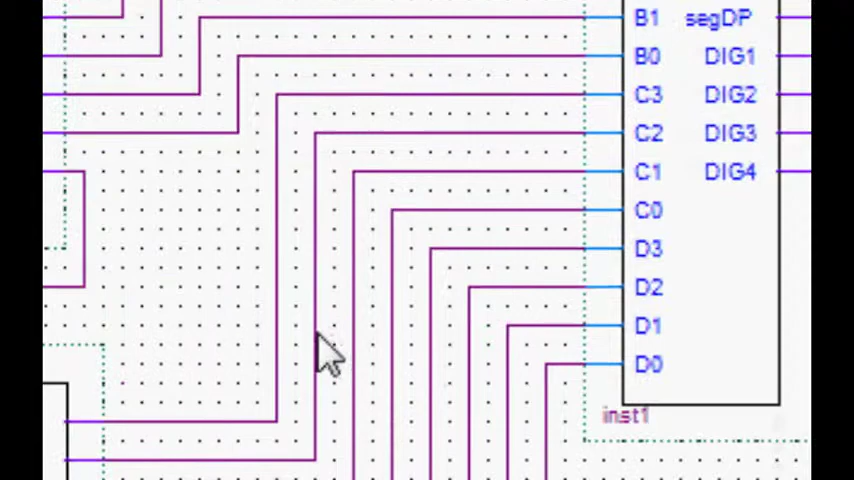 B1 segDP
B0 DIG1
C3 DIG2
C2 DIG3
C1 DIG4
C0
D3
D2
D1
D0
inst1